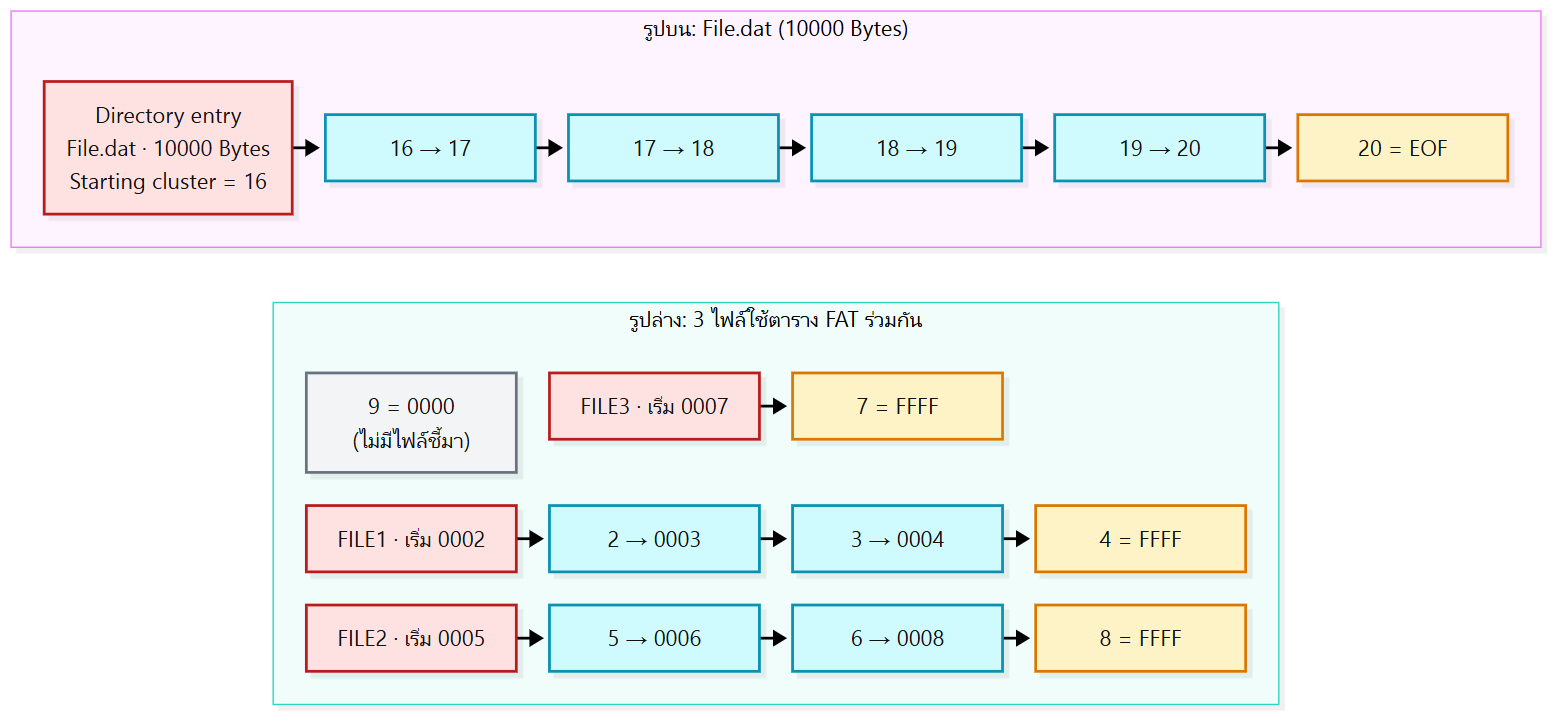 รูปบน: File.dat (10000 Bytes)
Directory entry
File.dat · 10000 Bytes
Starting cluster = 16
16 → 17
17 → 18
18 → 19
19 → 20
20 = EOF
รูปล่าง: 3 ไฟล์ใช้ตาราง FAT ร่วมกัน
9 = 0000
(ไม่มีไฟล์ชี้มา)
FILE3 · เริ่ม 0007
7 = FFFF
FILE1 · เริ่ม 0002
2 → 0003
3 → 0004
4 = FFFF
FILE2 · เริ่ม 0005
5 → 0006
6 → 0008
8 = FFFF